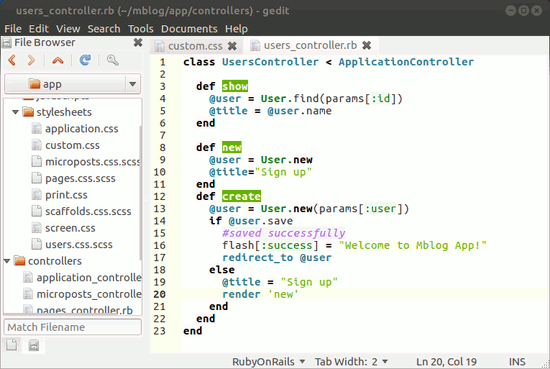 users_controller.rb (~/mblog/app/controllers) - gedit
File Edit View Search Tools Documents Help
File Browser
custom.css
users_controller.rb
app
stylesheets
application.css
custom.css
microposts.css.scss
pages.css.scss
print.css
scaffolds.css.scss
screen.css
users.css.scss
controllers
application_controlle
microposts_controlle
pages_controller.rb
Match Filename
1 class UsersController < ApplicationController
2
3 def show
4 @user = User.find(params[:id])
5 @title = @user.name
6 end
7
8 def new
9 @user = User.new
10 @title="Sign up"
11 end
12 def create
13 @user = User.new(params[:user])
14 if @user.save
15 #saved successfully
16 flash[:success] = "Welcome to Mblog App!"
17 redirect_to @user
18 else
19 @title = "Sign up"
20 render 'new'
21 end
22 end
23 end
RubyOnRails Tab Width: 2 Ln 20, Col 19 INS